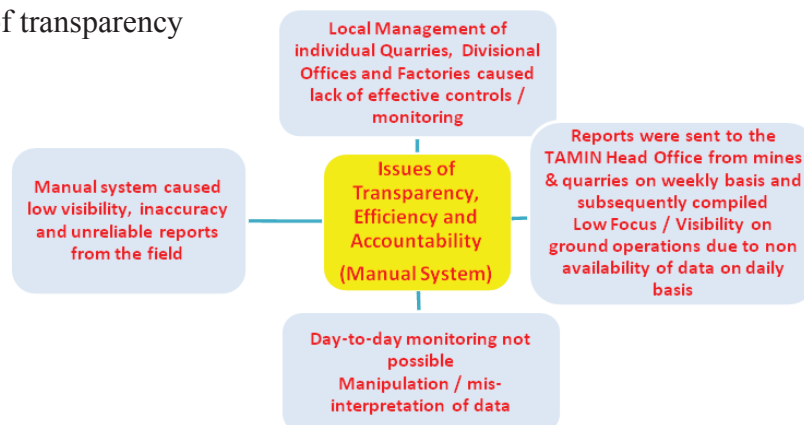 of transparency
Local Management of
individual Quarries, Divisional
Offices and Factories caused
lack of effective controls /
monitoring
Reports were sent to the
TAMIN Head Office from mines
& quarries on weekly basis and
subsequently compiled
Low Focus / Visibility on
ground operations due to non
availability of data on daily
basis
Issues of
Transparency,
Efficiency and
Accountability
(Manual System)
Manual system caused
low visibility, inaccuracy
and unreliable reports
from the field
Day-to-day monitoring not
possible
Manipulation / mis-
interpretation of data